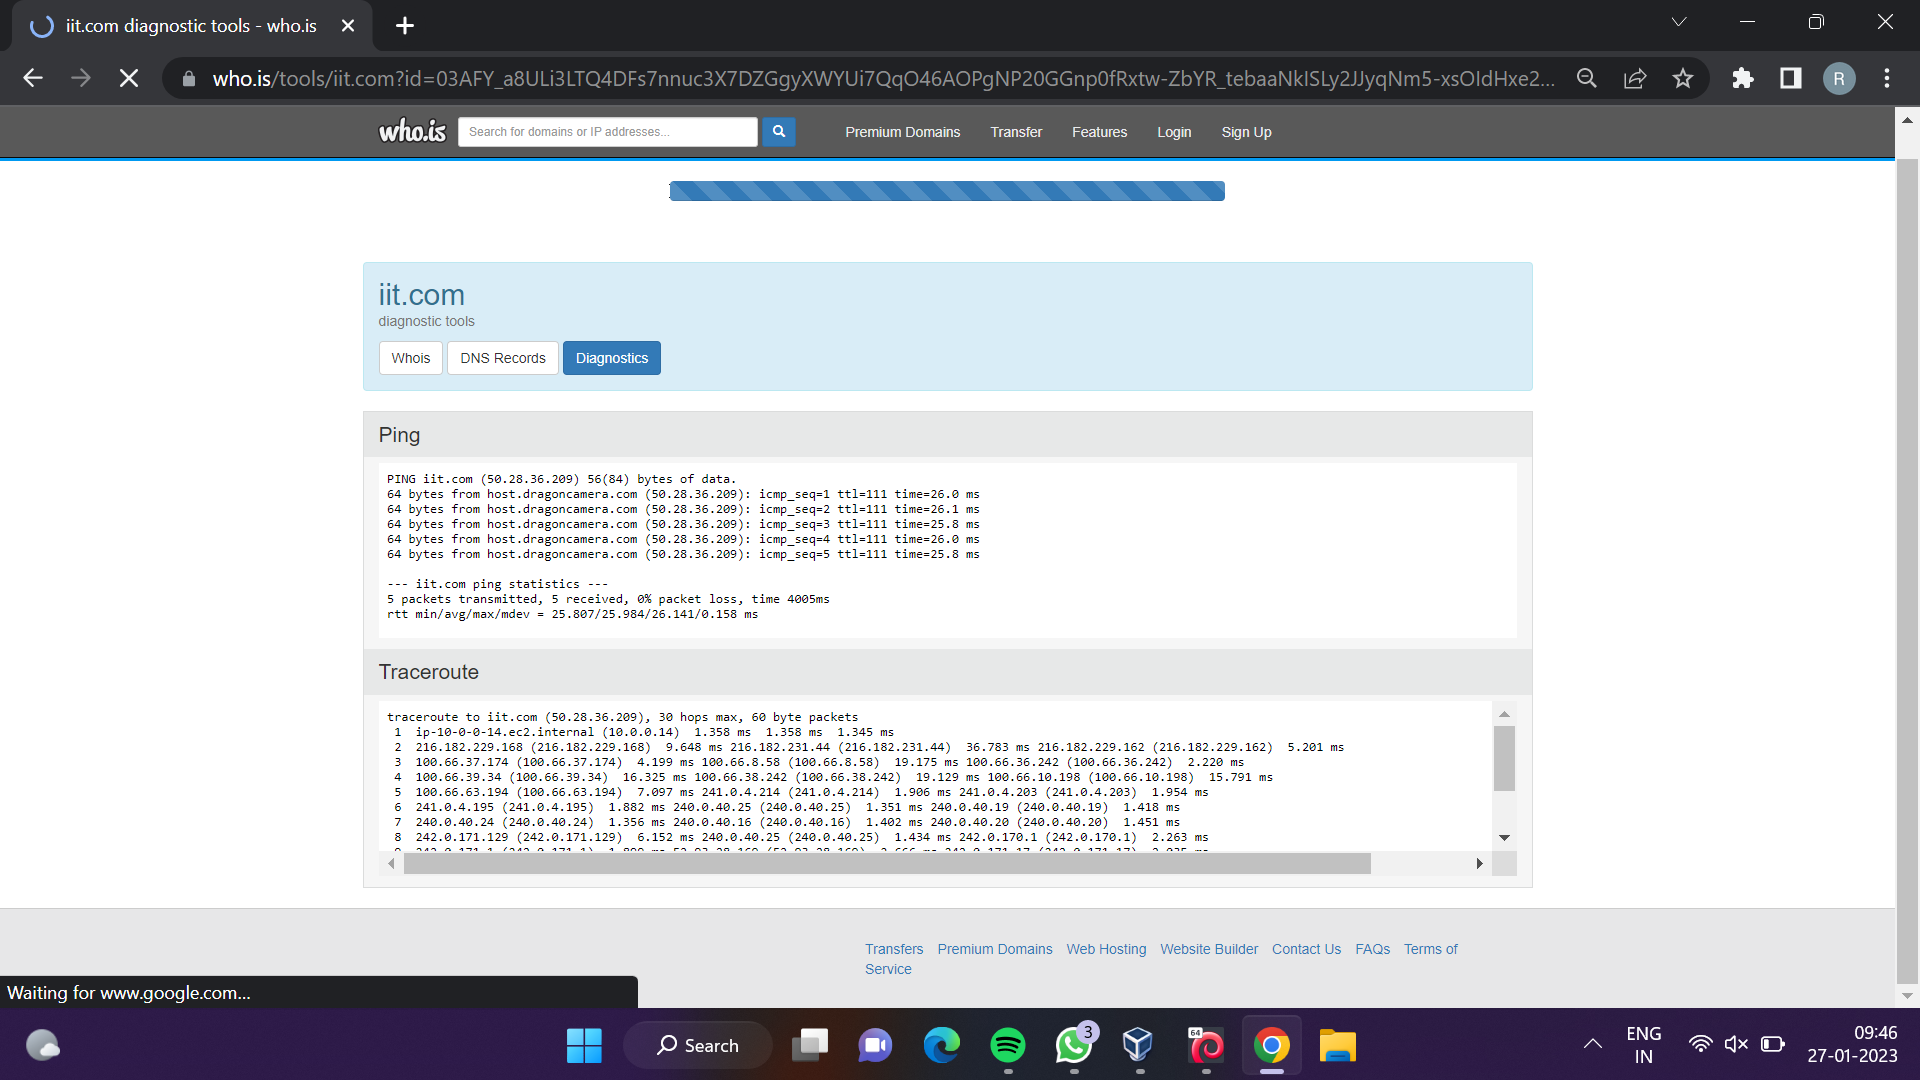 iit.com diagnostic tools - who.is
who.is/tools/iit.com?id=03AFY_a8ULi3LTQ4DFs7nnuc3X7DZGgyXWYUi7QqO46AOPgNP20GGnp0fRxtw-ZbYR_tebaaNkISLy2JJyqNm5-xsOIdHxe2...
R
who.is
Search for domains or IP addresses...
Premium Domains Transfer Features Login Sign Up
iit.com
diagnostic tools
Whois DNS Records Diagnostics
Ping
PING iit.com (50.28.36.209) 56(84) bytes of data.
64 bytes from host.dragoncamera.com (50.28.36.209): icmp_seq=1 ttl=111 time=26.0 ms
64 bytes from host.dragoncamera.com (50.28.36.209): icmp_seq=2 ttl=111 time=26.1 ms
64 bytes from host.dragoncamera.com (50.28.36.209): icmp_seq=3 ttl=111 time=25.8 ms
64 bytes from host.dragoncamera.com (50.28.36.209): icmp_seq=4 ttl=111 time=26.0 ms
64 bytes from host.dragoncamera.com (50.28.36.209): icmp_seq=5 ttl=111 time=25.8 ms
--- iit.com ping statistics ---
5 packets transmitted, 5 received, 0% packet loss, time 4005ms
rtt min/avg/max/mdev = 25.807/25.984/26.141/0.158 ms
Traceroute
traceroute to iit.com (50.28.36.209), 30 hops max, 60 byte packets
1 ip-10-0-0-14.ec2.internal (10.0.0.14) 1.358 ms 1.358 ms 1.345 ms
2 216.182.229.168 (216.182.229.168) 9.648 ms 216.182.231.44 (216.182.231.44) 36.783 ms 216.182.229.162 (216.182.229.162) 5.201 ms
3 100.66.37.174 (100.66.37.174) 4.199 ms 100.66.8.58 (100.66.8.58) 19.175 ms 100.66.36.242 (100.66.36.242) 2.220 ms
4 100.66.39.34 (100.66.39.34) 16.325 ms 100.66.38.242 (100.66.38.242) 19.129 ms 100.66.10.198 (100.66.10.198) 15.791 ms
5 100.66.63.194 (100.66.63.194) 7.097 ms 241.0.4.214 (241.0.4.214) 1.906 ms 241.0.4.203 (241.0.4.203) 1.954 ms
6 241.0.4.195 (241.0.4.195) 1.882 ms 240.0.40.25 (240.0.40.25) 1.351 ms 240.0.40.19 (240.0.40.19) 1.418 ms
7 240.0.40.24 (240.0.40.24) 1.356 ms 240.0.40.16 (240.0.40.16) 1.402 ms 240.0.40.20 (240.0.40.20) 1.451 ms
8 242.0.171.129 (242.0.171.129) 6.152 ms 240.0.40.25 (240.0.40.25) 1.434 ms 242.0.170.1 (242.0.170.1) 2.263 ms
Transfers Premium Domains Web Hosting Website Builder Contact Us FAQs Terms of
Service
Waiting for www.google.com...
Search
3
64
ENG
IN
09:46
27-01-2023